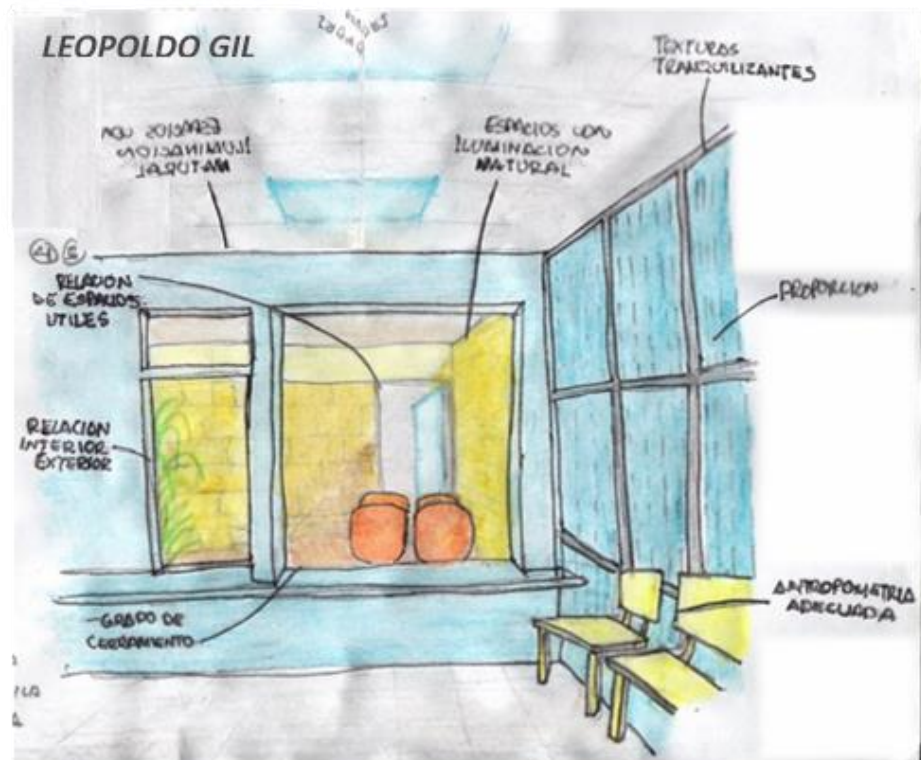 LEOPOLDO GIL
TEXTURAS
TRANQUILIZANTES
ESPACIOS CON
ILUMINACION
NATURAL
ESPACIOS CON
ILUMINACION
NATURAL
RELACION
DE ESPACIOS
UTILES
PROPORCION
RELACION
INTERIOR
EXTERIOR
ANTROPOMETRIA
ADECUADA
GRADO DE
CERRAMIENTO